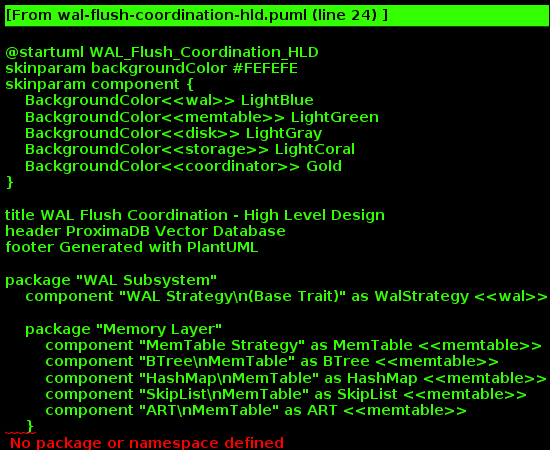 [From wal-flush-coordination-hld.puml (line 24) ]
@startuml WAL_Flush_Coordination_HLD
skinparam backgroundColor #FEFEFE
skinparam component {
    BackgroundColor<<wal>> LightBlue
    BackgroundColor<<memtable>> LightGreen
    BackgroundColor<<disk>> LightGray
    BackgroundColor<<storage>> LightCoral
    BackgroundColor<<coordinator>> Gold
}
title WAL Flush Coordination - High Level Design
header ProximaDB Vector Database
footer Generated with PlantUML
package "WAL Subsystem"
    component "WAL Strategy\n(Base Trait)" as WalStrategy <<wal>>
    package "Memory Layer"
        component "MemTable Strategy" as MemTable <<memtable>>
        component "BTree\nMemTable" as BTree <<memtable>>
        component "HashMap\nMemTable" as HashMap <<memtable>>
        component "SkipList\nMemTable" as SkipList <<memtable>>
        component "ART\nMemTable" as ART <<memtable>>
    }
No package or namespace defined